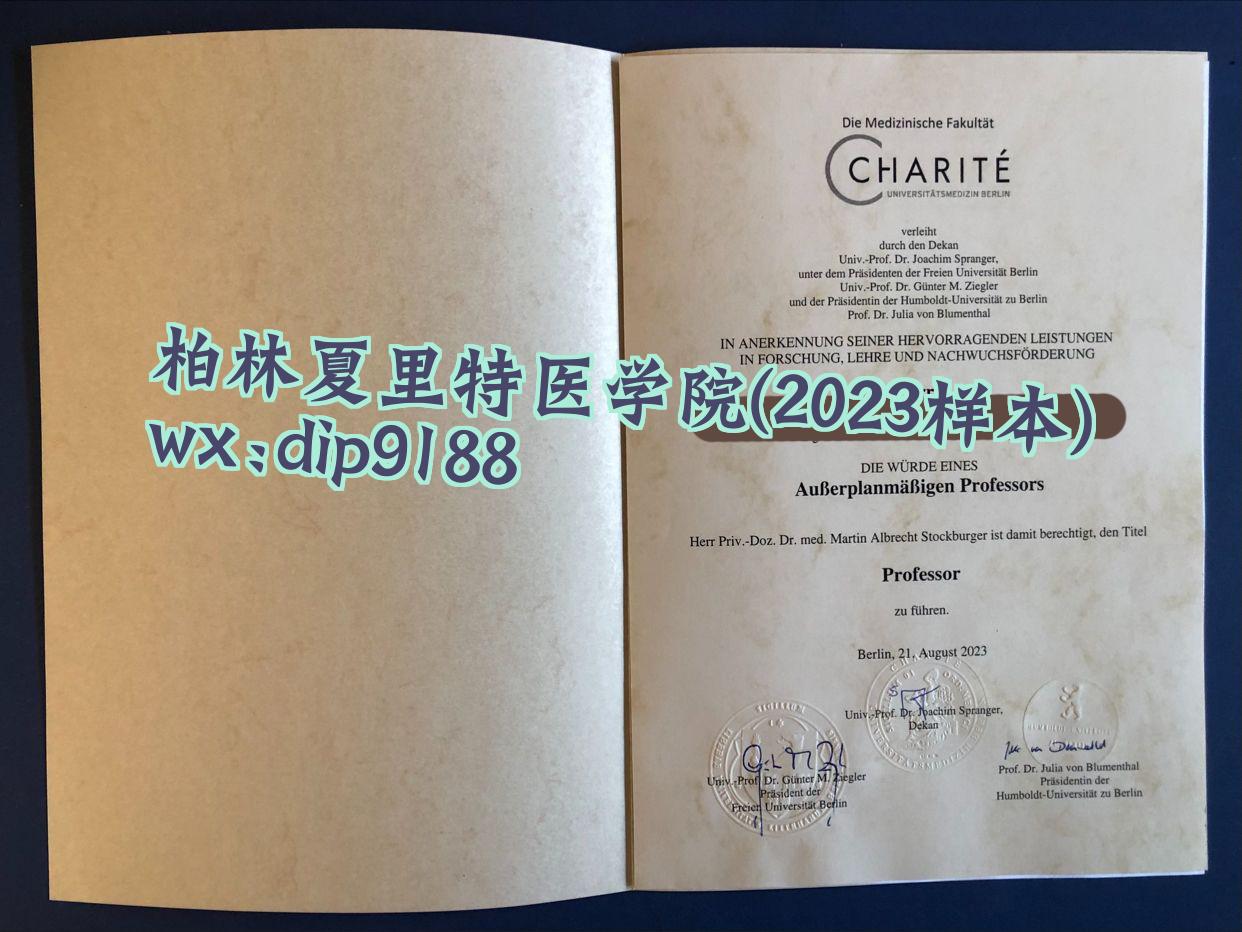 Die Medizinische Fakultät
CHARITÉ
UNIVERSITÄTSMEDIZIN BERLIN
verleiht
durch den Dekan
Univ.-Prof. Dr. Joachim Spranger,
unter dem Präsidenten der Freien Universität Berlin
Univ.-Prof. Dr. Günter M. Ziegler
und der Präsidentin der Humboldt-Universität zu Berlin
Prof. Dr. Julia von Blumenthal
IN ANERKENNUNG SEINER HERVORRAGENDEN LEISTUNGEN
IN FORSCHUNG, LEHRE UND NACHWUCHSFÖRDERUNG
柏林夏里特医学院(2023样本)
wx:dip9188
DIE WÜRDE EINES
Außerplanmäßigen Professors
Herr Priv.-Doz. Dr. med. Martin Albrecht Stockburger ist damit berechtigt, den Titel
Professor
zu führen.
Berlin, 21. August 2023
CHARITÉ
Univ.-Prof. Dr. Joachim Spranger,
Dekan
SIGILLUM
Univ.-Prof. Dr. Günter M. Ziegler
Präsident der
Freien Universität Berlin
Prof. Dr. Julia von Blumenthal
Präsidentin der
Humboldt-Universität zu Berlin